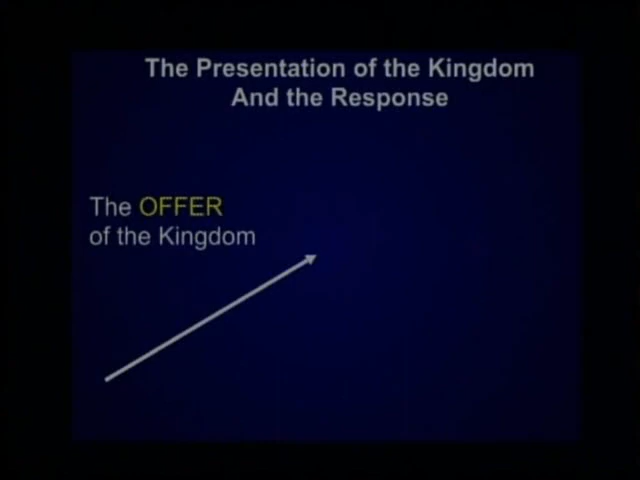 The Presentation of the Kingdom
And the Response
The OFFER
of the Kingdom